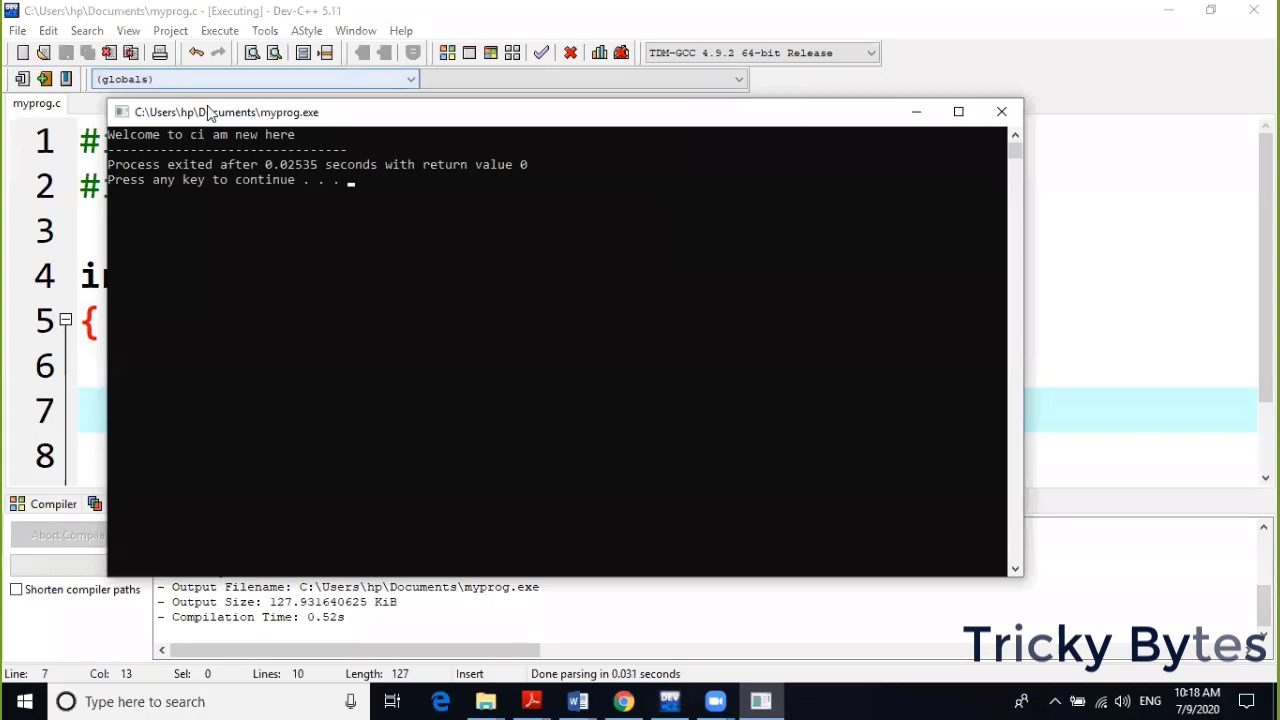 C:\Users\hp\Documents\myprog.c - [Executing] - Dev-C++ 5.11
File Edit Search View Project Execute Tools AStyle Window Help
TDM-GCC 4.9.2 64-bit Release
(globals)
myprog.c
C:\Users\hp\Documents\myprog.exe
Welcome to ci am new here
--------------------------------
Process exited after 0.02535 seconds with return value 0
Press any key to continue . . .
1 #
2 #
3
4 in
5 {
6
7
8
Compiler
Abort Compile
Shorten compiler paths
- Output Filename: C:\Users\hp\Documents\myprog.exe
- Output Size: 127.931640625 KiB
- Compilation Time: 0.52s
Tricky Bytes
Line: 7 Col: 13 Sel: 0 Lines: 10 Length: 127 Insert Done parsing in 0.031 seconds
Type here to search
DEV
ENG
10:18 AM
7/9/2020